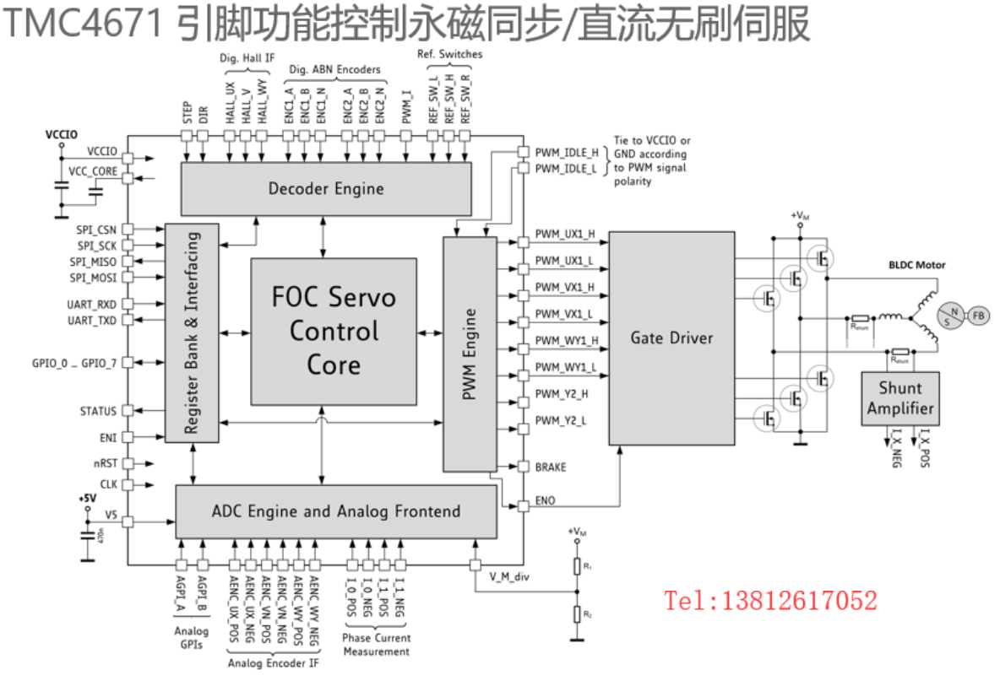 TMC4671 引脚功能控制永磁同步/直流无刷伺服
Ref. Switches
Dig. Hall IF
Dig. ABN Encoders
STEP
DIR
HALL_UX
HALL_V
HALL_WY
ENC1_A
ENC1_B
ENC1_N
ENC2_A
ENC2_B
ENC2_N
PWM_I
REF_SW_L
REF_SW_H
REF_SW_R
VCCIO
VCCIO
VCC_CORE
Decoder Engine
PWM_IDLE_H
PWM_IDLE_L
Tie to VCCIO or
GND according
to PWM signal
polarity
SPI_CSN
SPI_SCK
SPI_MISO
SPI_MOSI
UART_RXD
UART_TXD
GPIO_0 … GPIO_7
STATUS
ENI
nRST
CLK
+5V
V5
470n
Register Bank & Interfacing
FOC Servo
Control
Core
PWM Engine
PWM_UX1_H
PWM_UX1_L
PWM_VX1_H
PWM_VX1_L
PWM_WY1_H
PWM_WY1_L
PWM_Y2_H
PWM_Y2_L
BRAKE
ENO
Gate Driver
+VM
BLDC Motor
N
S
FB
Rshunt
Rshunt
Shunt
Amplifier
I_X_NEG
I_X_POS
ADC Engine and Analog Frontend
+VM
R1
R2
V_M_div
AGPI_A
AGPI_B
AENC_UX_POS
AENC_UX_NEG
AENC_VN_POS
AENC_VN_NEG
AENC_WY_POS
AENC_WY_NEG
I_0_POS
I_0_NEG
I_1_POS
I_1_NEG
Analog
GPIs
Analog Encoder IF
Phase Current
Measurement
Tel:13812617052